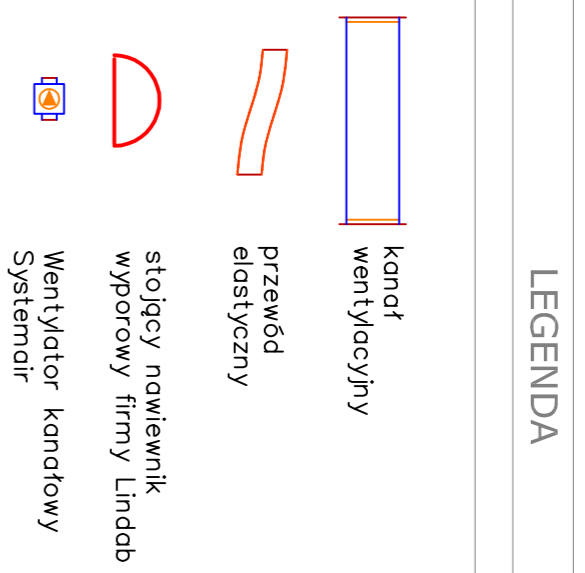 LEGENDA
kanał
wentylacyjny
przewód
elastyczny
stojący nawiewnik
wyporowy firmy Lindab
Wentylator kanałowy
Systemair